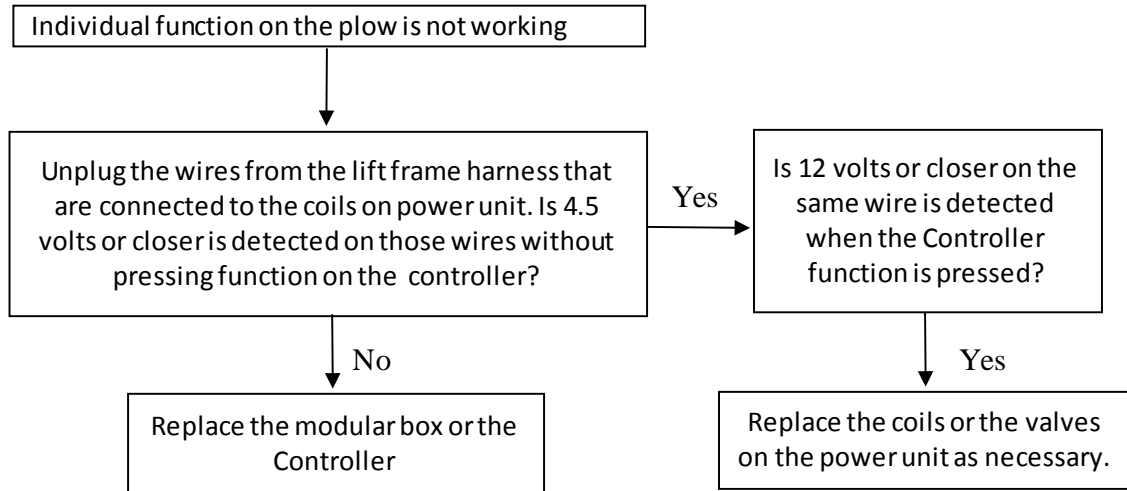 Individual function on the plow is not working
Unplug the wires from the lift frame harness that
are connected to the coils on power unit. Is 4.5
volts or closer is detected on those wires without
pressing function on the controller?
Yes
Is 12 volts or closer on the
same wire is detected
when the Controller
function is pressed?
No
Yes
Replace the modular box or the
Controller
Replace the coils or the valves
on the power unit as necessary.